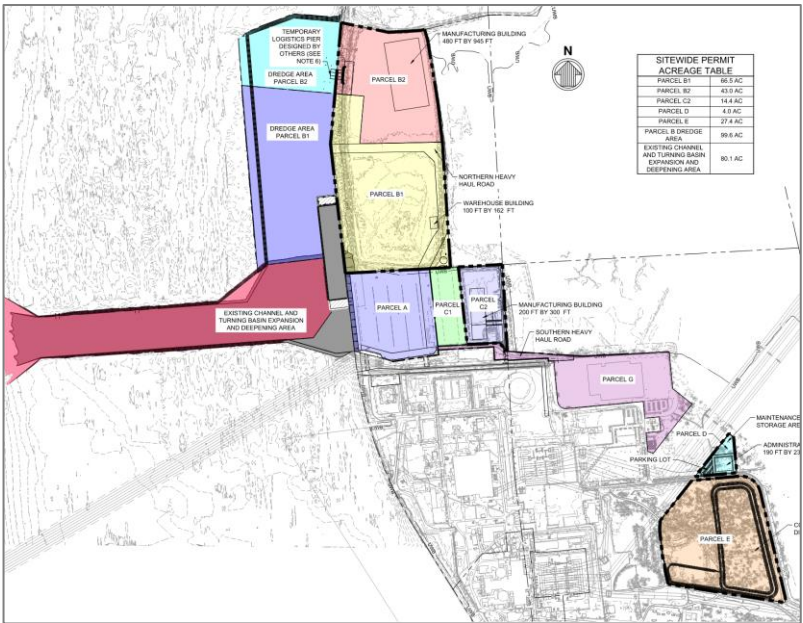 TEMPORARY
LOGISTICS PIER
DESIGNED BY
OTHERS (SEE
NOTE 6)
DREDGE AREA
PARCEL B2
MANUFACTURING BUILDING
480 FT BY 945 FT
PARCEL B2
N
SITEWIDE PERMIT
ACREAGE TABLE
PARCEL B1 66.5 AC
PARCEL B2 43.0 AC
PARCEL C2 14.4 AC
PARCEL D 4.0 AC
PARCEL E 27.4 AC
PARCEL B DREDGE
AREA 99.6 AC
EXISTING CHANNEL
AND TURNING BASIN
EXPANSION AND
DEEPENING AREA 80.1 AC
DREDGE AREA
PARCEL B1
NORTHERN HEAVY
HAUL ROAD
PARCEL B1
WAREHOUSE BUILDING
100 FT BY 162 FT
PARCEL A
PARCEL
C1
PARCEL
C2
MANUFACTURING BUILDING
200 FT BY 300 FT
EXISTING CHANNEL AND
TURNING BASIN EXPANSION
AND DEEPENING AREA
SOUTHERN HEAVY
HAUL ROAD
PARCEL G
MAINTENANCE
STORAGE ARE
PARCEL D
ADMINISTRA
190 FT BY 23
PARKING LOT
PARCEL E